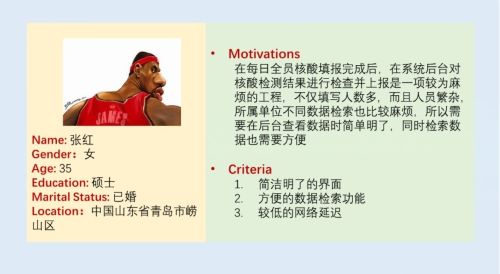 JAMES
Name: 张红
Gender：女
Age: 35
Education: 硕士
Marital Status: 已婚
Location：中国山东省青岛市崂
山区
• Motivations
在每日全员核酸填报完成后，在系统后台对
核酸检测结果进行检查并上报是一项较为麻
烦的工程，不仅填写人数多，而且人员繁杂，
所属单位不同数据检索也比较麻烦，所以需
要在后台查看数据时简单明了，同时检索数
据也需要方便
• Criteria
1. 简洁明了的界面
2. 方便的数据检索功能
3. 较低的网络延迟